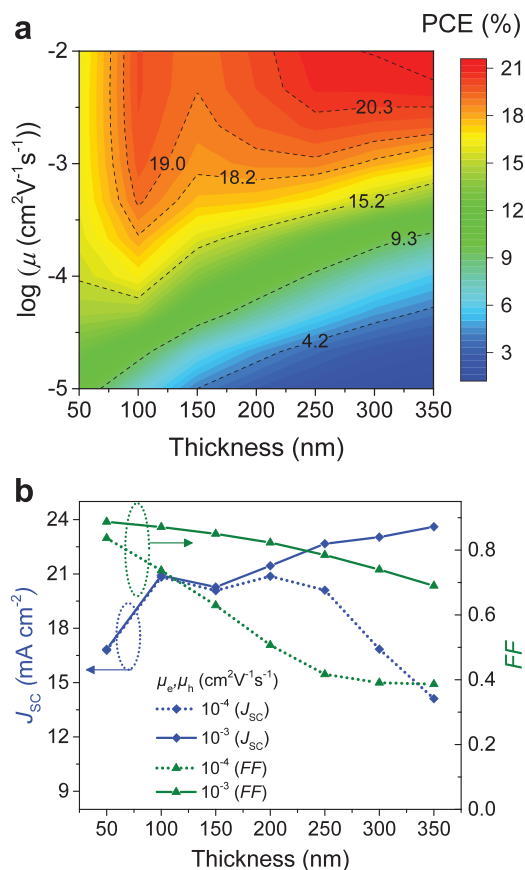 a
PCE (%)
-2
-3
-4
-5
log (μ (cm²V⁻¹s⁻¹))
20.3
19.0
18.2
15.2
9.3
4.2
50 100 150 200 250 300 350
Thickness (nm)
21
18
15
12
9
6
3
b
24
21
18
15
12
9
J_SC (mA cm⁻²)
0.8
0.6
0.4
0.2
0.0
FF
μ_e,μ_h (cm²V⁻¹s⁻¹)
10⁻⁴ (J_SC)
10⁻³ (J_SC)
10⁻⁴ (FF)
10⁻³ (FF)
50 100 150 200 250 300 350
Thickness (nm)